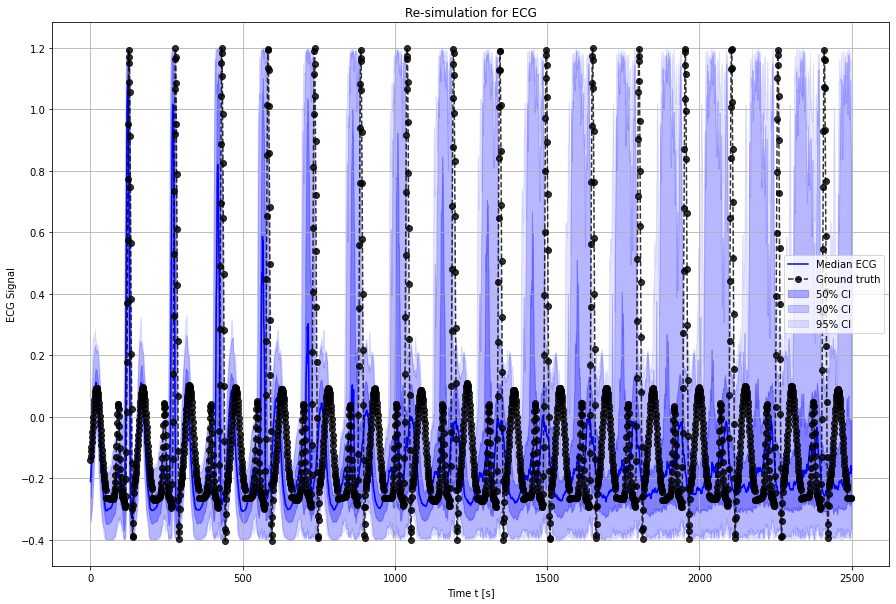 Re-simulation for ECG
ECG Signal
1.2
1.0
0.8
0.6
0.4
0.2
0.0
−0.2
−0.4
Median ECG
Ground truth
50% CI
90% CI
95% CI
0
500
1000
1500
2000
2500
Time t [s]